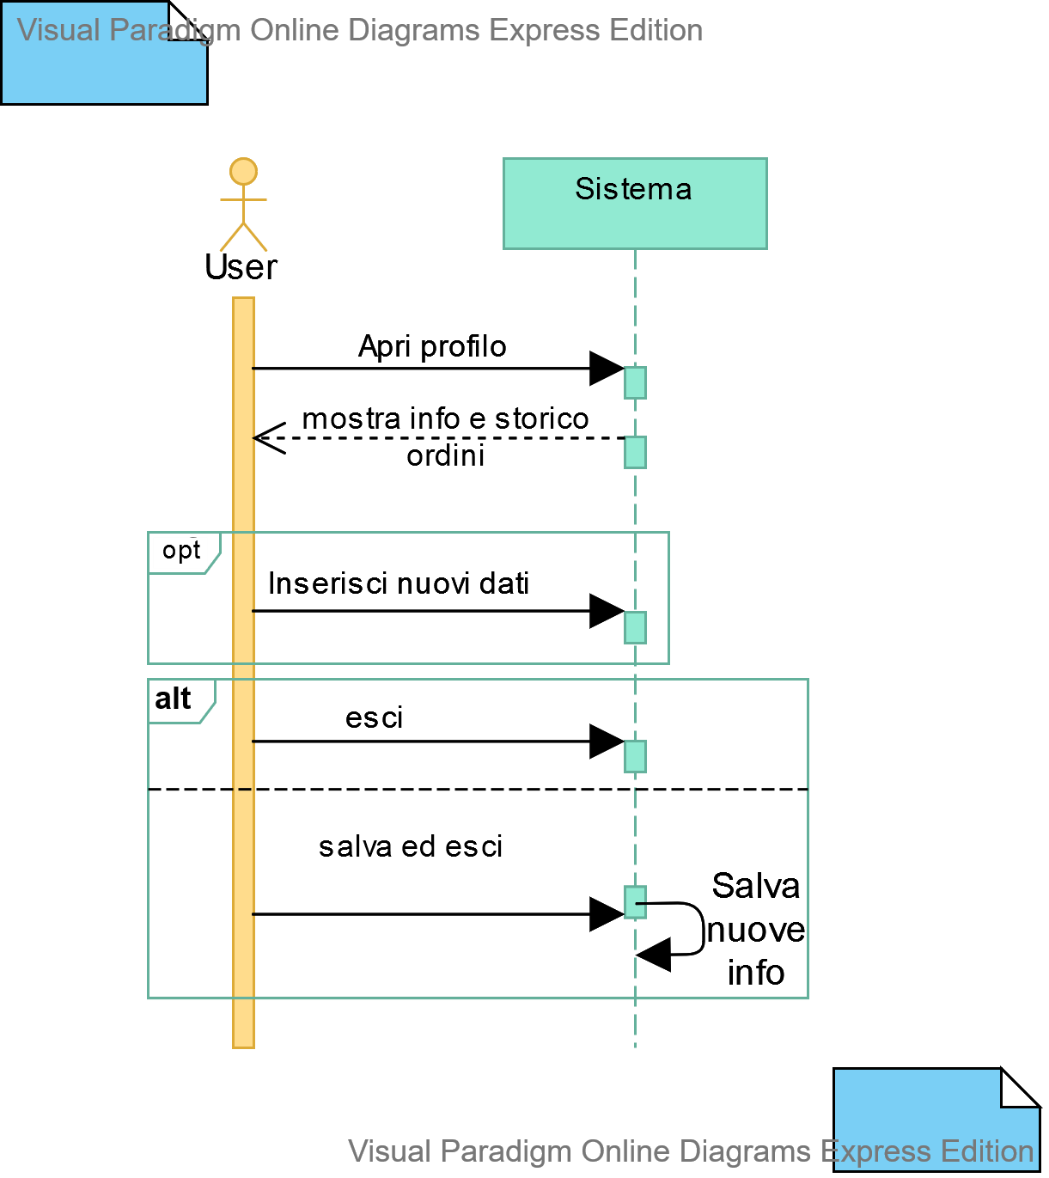 Visual Paradigm Online Diagrams Express Edition
Sistema
User
Apri profilo
mostra info e storico
ordini
opt
Inserisci nuovi dati
alt
esci
salva ed esci
Salva
nuove
info
Visual Paradigm Online Diagrams Express Edition